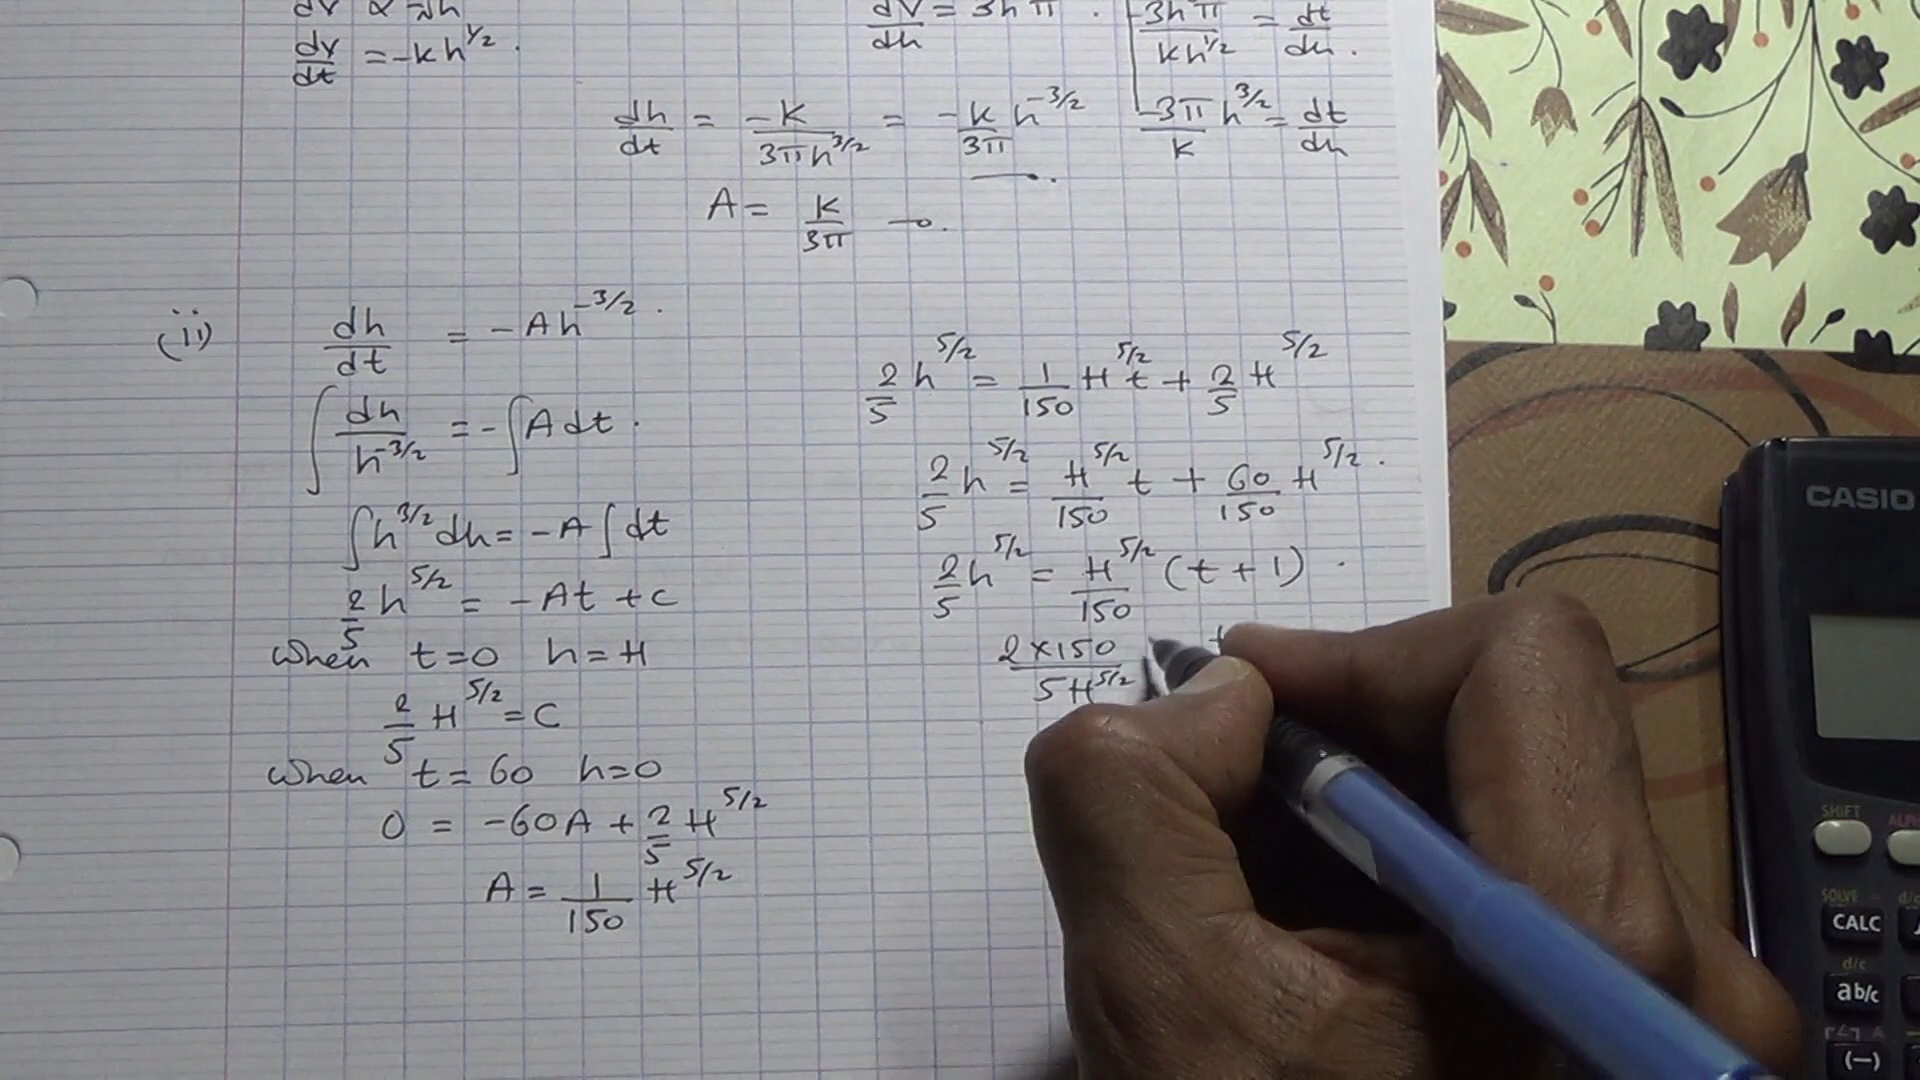 dV ∝ -√h
dV/dt = -kh^1/2 .
dV/dh = 3h²π .
3h²π/kh^1/2 = dt/dh .
dh/dt = -k/3πh^3/2 = -k/3π h^-3/2
-3π/k h^3/2 = dt/dh
A = k/3π
(ii) dh/dt = -Ah^-3/2 .
∫ dh/h^-3/2 = -∫A dt .
∫h^3/2 dh = -A∫dt
2/5 h^5/2 = -At + c
when t=0 h=H
2/5 H^5/2 = C
when t=60 h=0
0 = -60A + 2/5 H^5/2
A = 1/150 H^5/2
2/5 h^5/2 = 1/150 H^5/2 t + 2/5 H^5/2
2/5 h^5/2 = H^5/2/150 t + 60/150 H^5/2 .
2/5 h^5/2 = H^5/2/150 (t+1) .
2×150/5H^5/2
CASIO
SHIFT
SOLVE =
CALC
d/c
ab/c
(−)